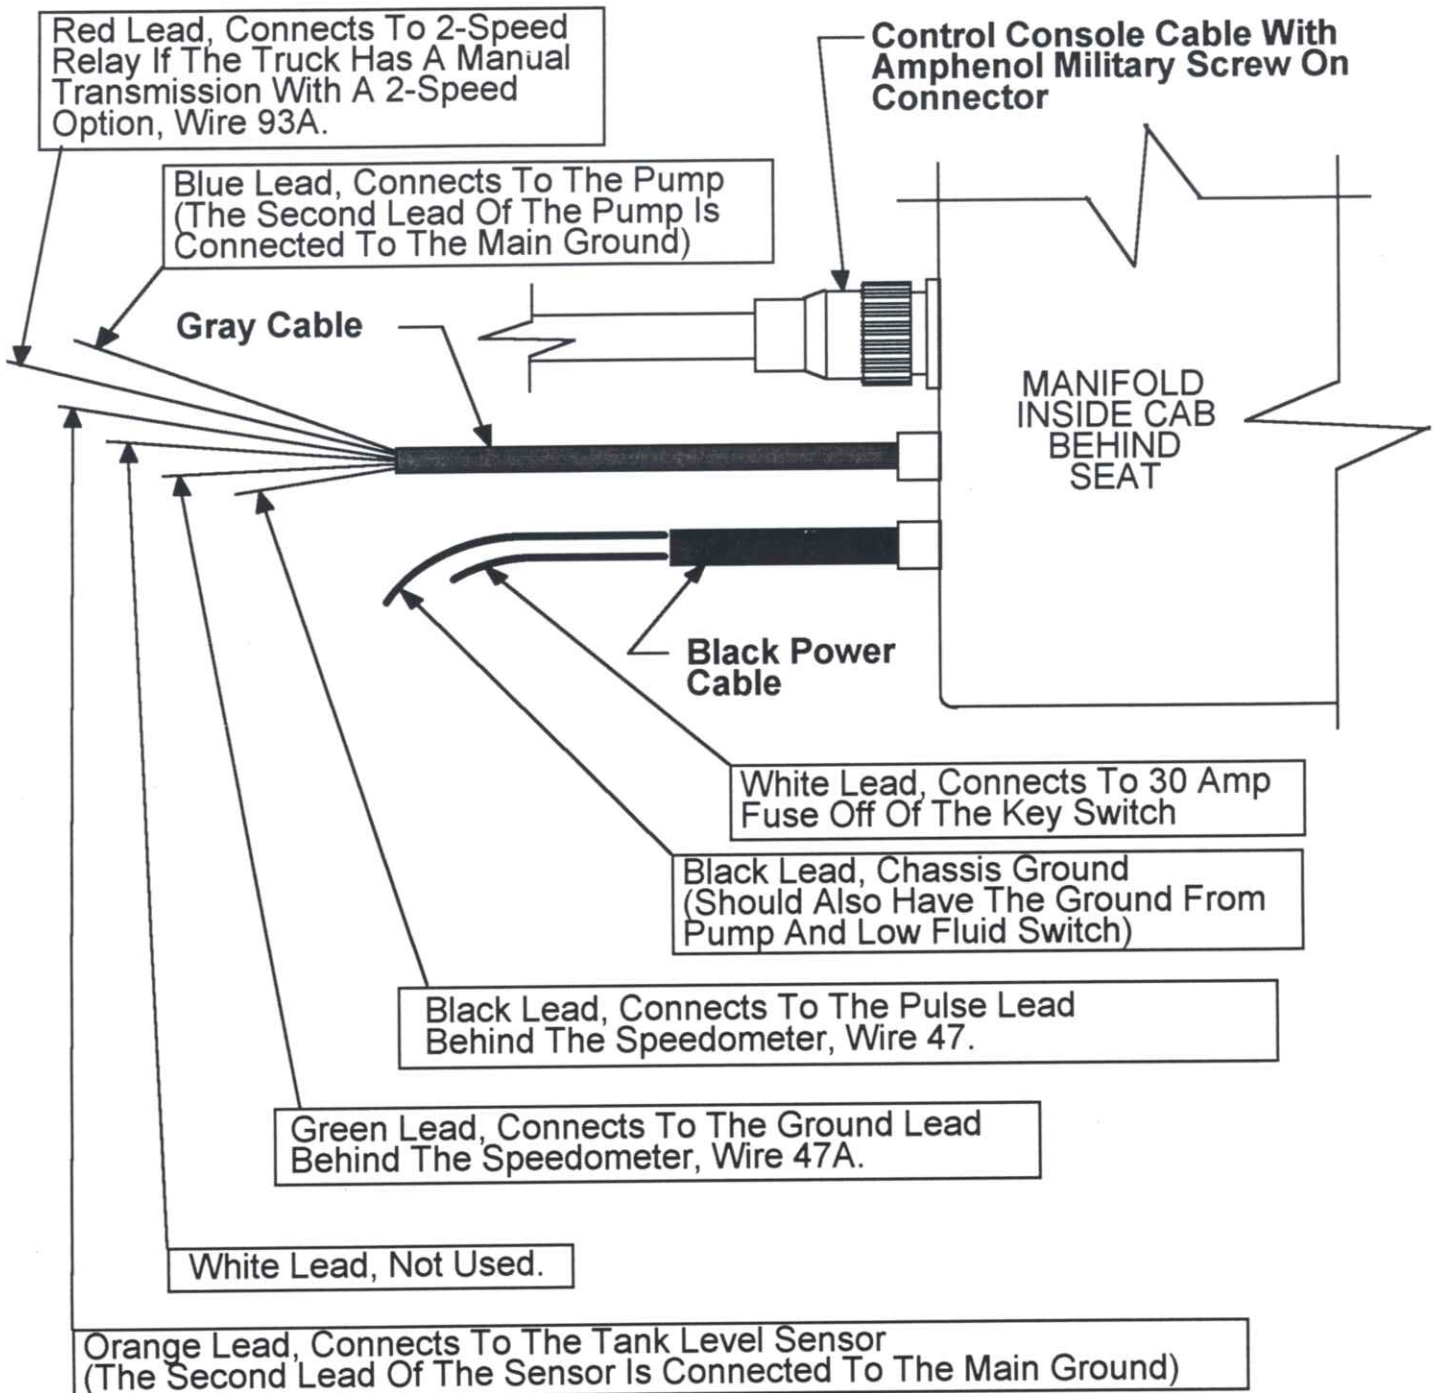 Red Lead, Connects To 2-Speed
Relay If The Truck Has A Manual
Transmission With A 2-Speed
Option, Wire 93A.
Control Console Cable With
Amphenol Military Screw On
Connector
Blue Lead, Connects To The Pump
(The Second Lead Of The Pump Is
Connected To The Main Ground)
Gray Cable
MANIFOLD
INSIDE CAB
BEHIND
SEAT
Black Power
Cable
White Lead, Connects To 30 Amp
Fuse Off Of The Key Switch
Black Lead, Chassis Ground
(Should Also Have The Ground From
Pump And Low Fluid Switch)
Black Lead, Connects To The Pulse Lead
Behind The Speedometer, Wire 47.
Green Lead, Connects To The Ground Lead
Behind The Speedometer, Wire 47A.
White Lead, Not Used.
Orange Lead, Connects To The Tank Level Sensor
(The Second Lead Of The Sensor Is Connected To The Main Ground)